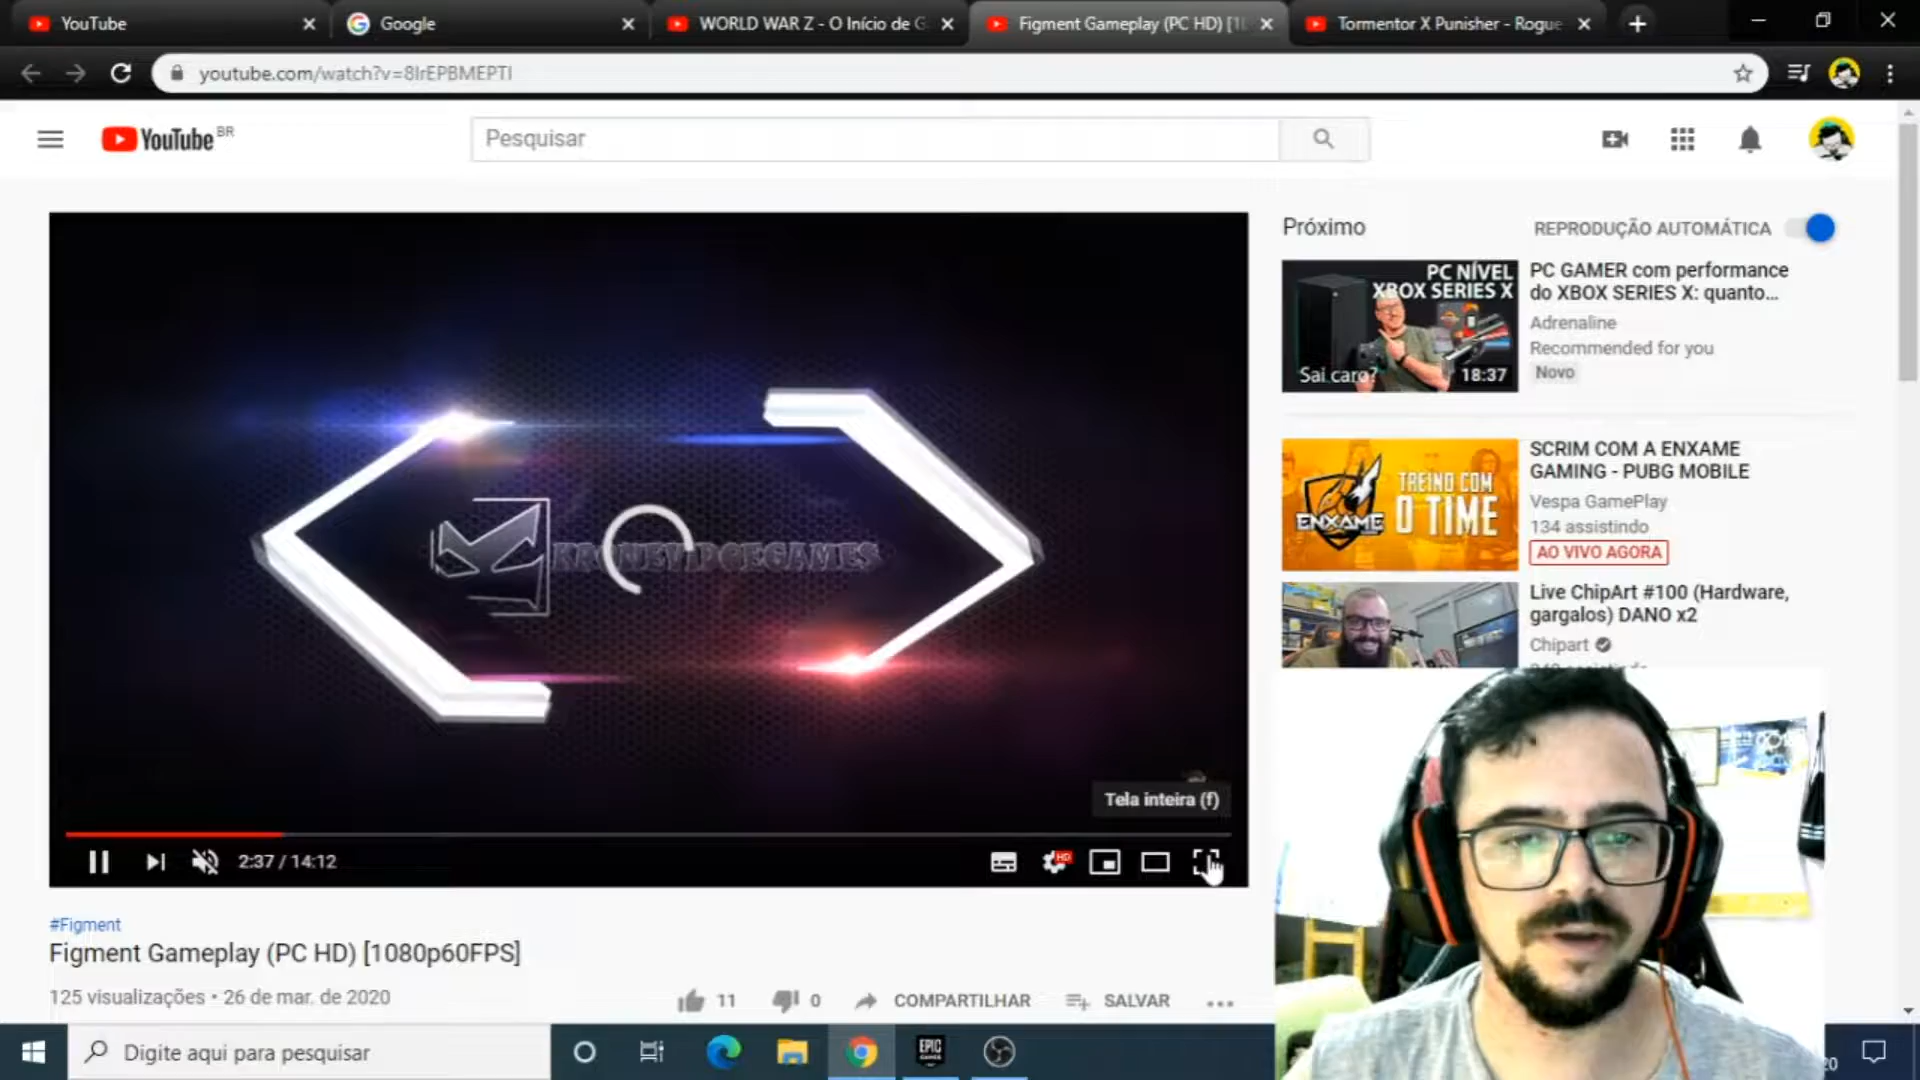 YouTube
Google
WORLD WAR Z - O Início de G
Figment Gameplay (PC HD) [1
Tormentor X Punisher - Rogue
youtube.com/watch?v=8IrEPBMEPTI
YouTube BR
Pesquisar
Próximo
REPRODUÇÃO AUTOMÁTICA
PC NÍVEL
XBOX SERIES X
Sai caro?
18:37
PC GAMER com performance
do XBOX SERIES X: quanto...
Adrenaline
Recommended for you
Novo
ENXAME
TREINO COM
O TIME
SCRIM COM A ENXAME
GAMING - PUBG MOBILE
Vespa GamePlay
134 assistindo
AO VIVO AGORA
Live ChipArt #100 (Hardware,
gargalos) DANO x2
Chipart
Tela inteira (f)
2:37 / 14:12
HD
#Figment
Figment Gameplay (PC HD) [1080p60FPS]
125 visualizações • 26 de mar. de 2020
11
0
COMPARTILHAR
SALVAR
Digite aqui para pesquisar
EPIC
GAMES
20